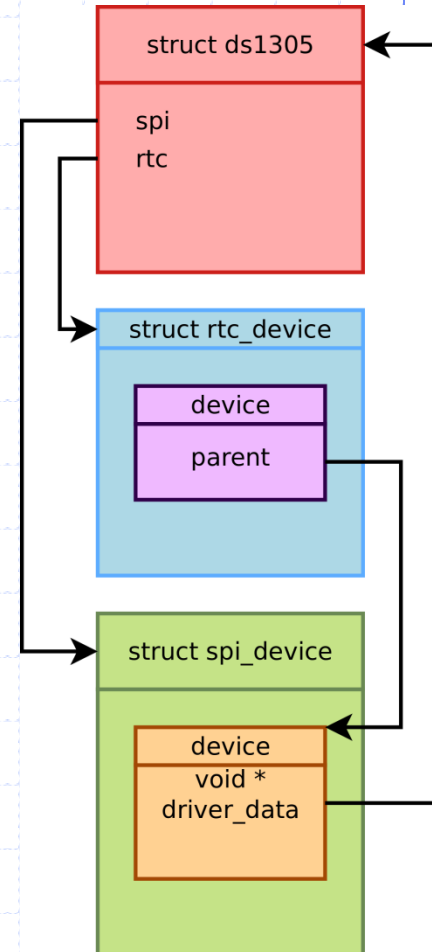 struct ds1305
spi
rtc
struct rtc_device
device
parent
struct spi_device
device
void *
driver_data